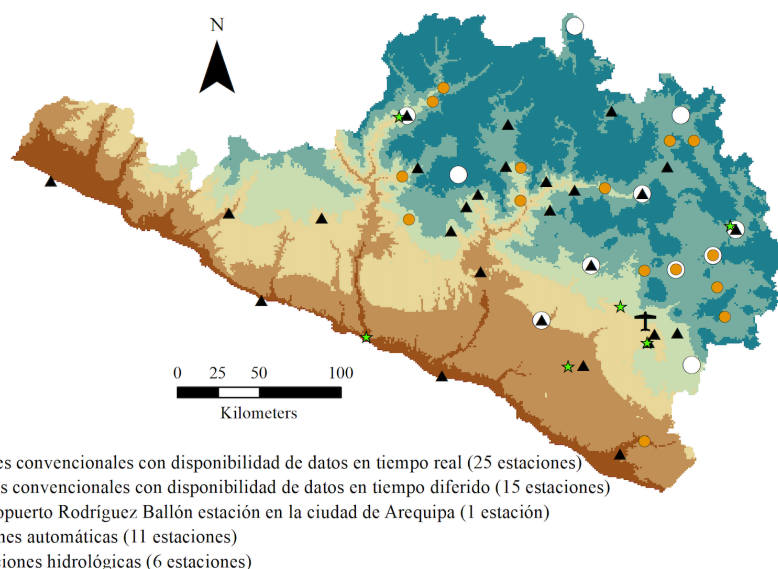 N
0 25 50 100
Kilometers
es convencionales con disponibilidad de datos en tiempo real (25 estaciones)
s convencionales con disponibilidad de datos en tiempo diferido (15 estaciones)
opuerto Rodríguez Ballón estación en la ciudad de Arequipa (1 estación)
nes automáticas (11 estaciones)
ciones hidrológicas (6 estaciones)